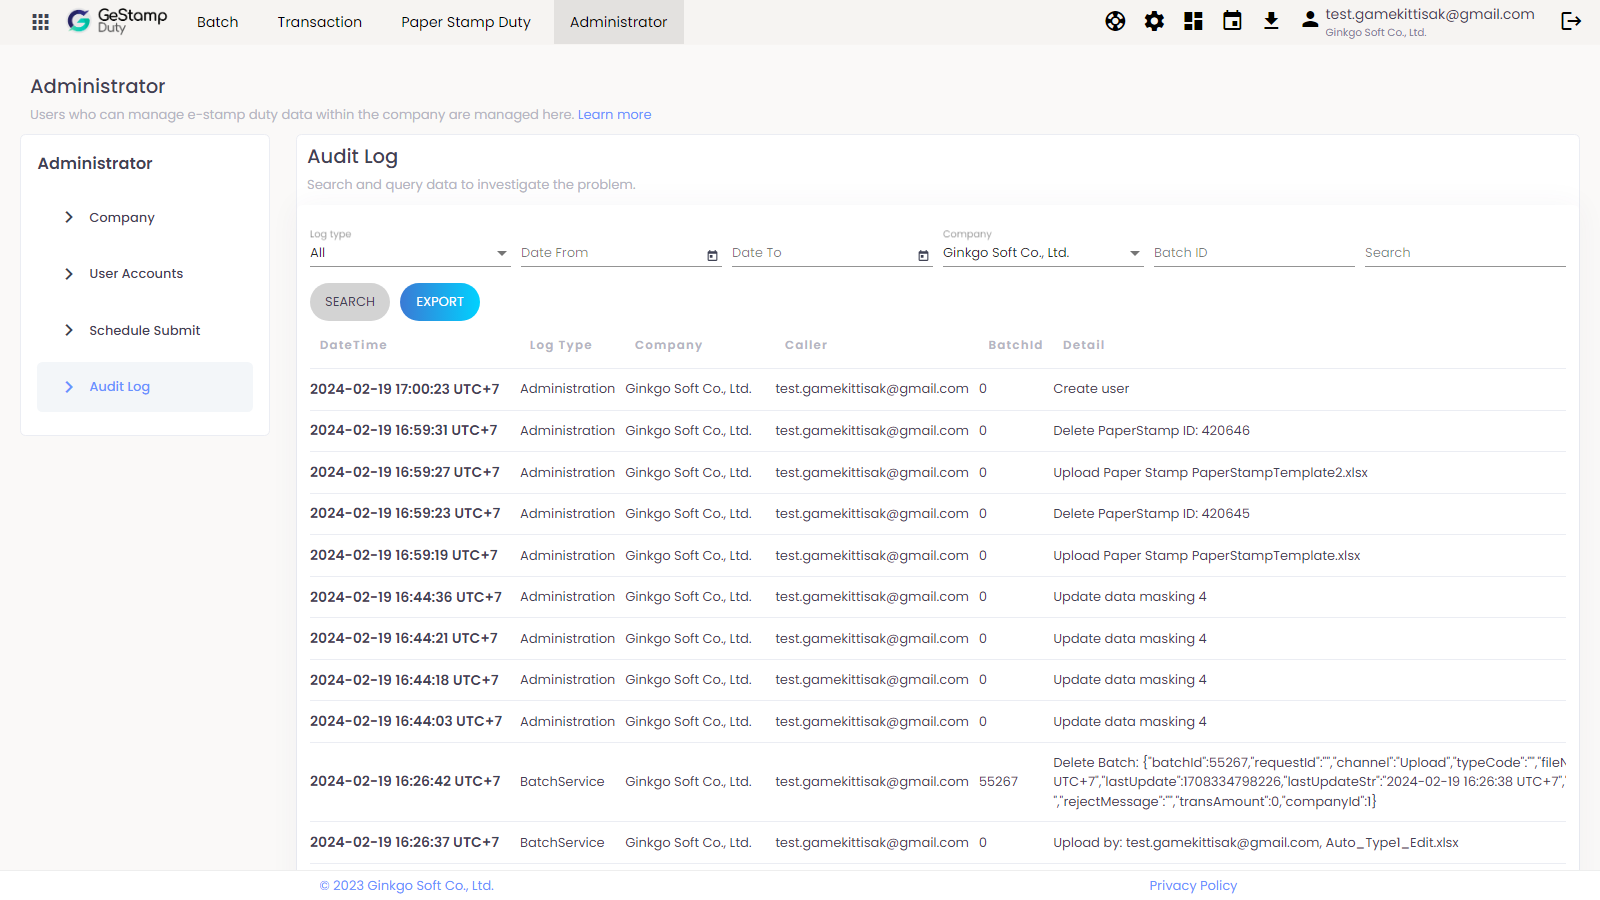 GeStamp
Duty
Batch
Transaction
Paper Stamp Duty
Administrator
test.gamekittisak@gmail.com
Ginkgo Soft Co., Ltd.
Administrator
Users who can manage e-stamp duty data within the company are managed here. Learn more
Administrator
Company
User Accounts
Schedule Submit
Audit Log
Audit Log
Search and query data to investigate the problem.
Log type
All
Date From
Date To
Company
Ginkgo Soft Co., Ltd.
Batch ID
Search
SEARCH
EXPORT
DateTime Log Type Company Caller BatchId Detail
2024-02-19 17:00:23 UTC+7 Administration Ginkgo Soft Co., Ltd. test.gamekittisak@gmail.com 0 Create user
2024-02-19 16:59:31 UTC+7 Administration Ginkgo Soft Co., Ltd. test.gamekittisak@gmail.com 0 Delete PaperStamp ID: 420646
2024-02-19 16:59:27 UTC+7 Administration Ginkgo Soft Co., Ltd. test.gamekittisak@gmail.com 0 Upload Paper Stamp PaperStampTemplate2.xlsx
2024-02-19 16:59:23 UTC+7 Administration Ginkgo Soft Co., Ltd. test.gamekittisak@gmail.com 0 Delete PaperStamp ID: 420645
2024-02-19 16:59:19 UTC+7 Administration Ginkgo Soft Co., Ltd. test.gamekittisak@gmail.com 0 Upload Paper Stamp PaperStampTemplate.xlsx
2024-02-19 16:44:36 UTC+7 Administration Ginkgo Soft Co., Ltd. test.gamekittisak@gmail.com 0 Update data masking 4
2024-02-19 16:44:21 UTC+7 Administration Ginkgo Soft Co., Ltd. test.gamekittisak@gmail.com 0 Update data masking 4
2024-02-19 16:44:18 UTC+7 Administration Ginkgo Soft Co., Ltd. test.gamekittisak@gmail.com 0 Update data masking 4
2024-02-19 16:44:03 UTC+7 Administration Ginkgo Soft Co., Ltd. test.gamekittisak@gmail.com 0 Update data masking 4
2024-02-19 16:26:42 UTC+7 BatchService Ginkgo Soft Co., Ltd. test.gamekittisak@gmail.com 55267 Delete Batch: {"batchId":55267,"requestId":"","channel":"Upload","typeCode":"","fileN
UTC+7","lastUpdate":1708334798226,"lastUpdateStr":"2024-02-19 16:26:38 UTC+7",
","rejectMessage":"","transAmount":0,"companyId":1}
2024-02-19 16:26:37 UTC+7 BatchService Ginkgo Soft Co., Ltd. test.gamekittisak@gmail.com 0 Upload by: test.gamekittisak@gmail.com, Auto_Type1_Edit.xlsx
© 2023 Ginkgo Soft Co., Ltd.
Privacy Policy